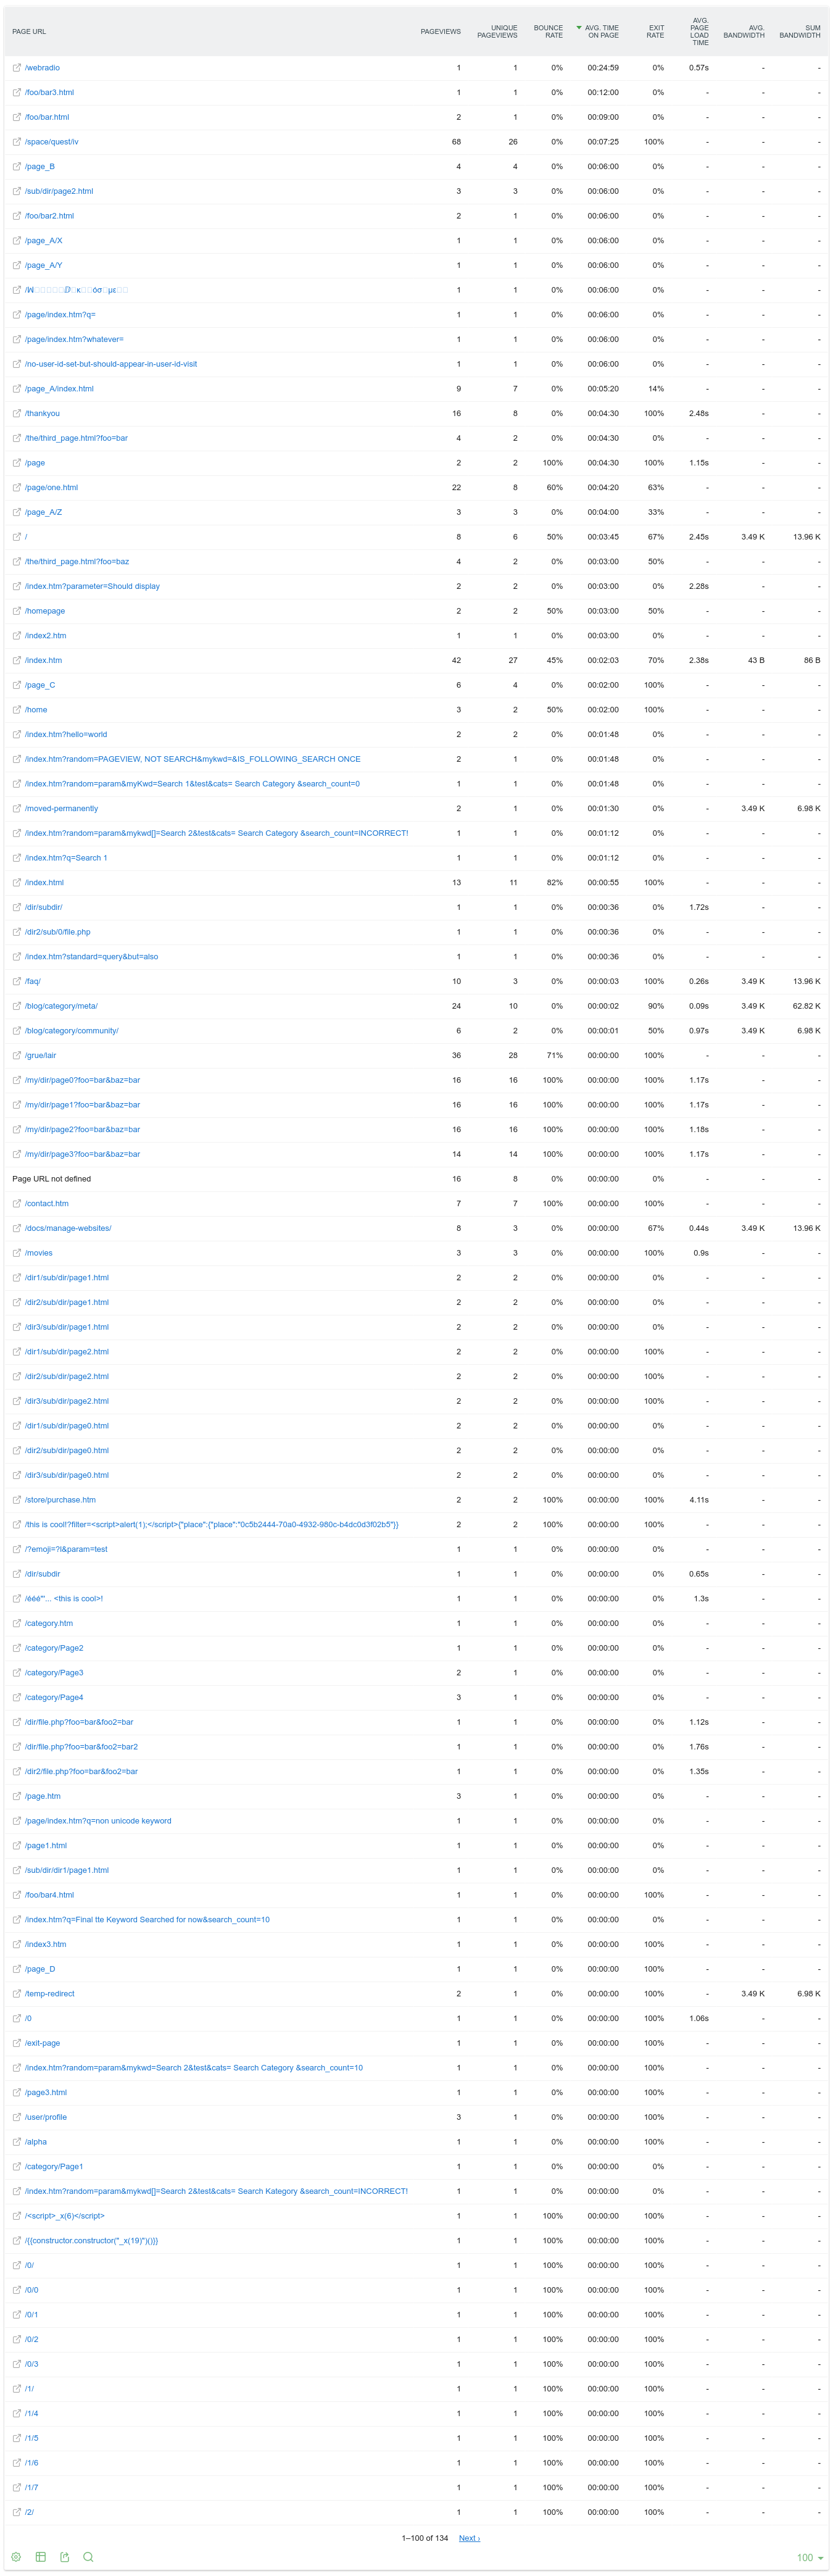 PAGE URL PAGEVIEWS UNIQUE PAGEVIEWS BOUNCE RATE AVG. TIME ON PAGE EXIT RATE AVG. PAGE LOAD TIME AVG. BANDWIDTH SUM BANDWIDTH
/webradio 1 1 0% 00:24:59 0% 0.57s - -
/foo/bar3.html 1 1 0% 00:12:00 0% - - -
/foo/bar.html 2 1 0% 00:09:00 0% - - -
/space/quest/iv 68 26 0% 00:07:25 100% - - -
/page_B 4 4 0% 00:06:00 0% - - -
/sub/dir/page2.html 3 3 0% 00:06:00 0% - - -
/foo/bar2.html 2 1 0% 00:06:00 0% - - -
/page_A/X 1 1 0% 00:06:00 0% - - -
/page_A/Y 1 1 0% 00:06:00 0% - - -
1 1 0% 00:06:00 0% - - -
/page/index.htm?q= 1 1 0% 00:06:00 0% - - -
/page/index.htm?whatever= 1 1 0% 00:06:00 0% - - -
/no-user-id-set-but-should-appear-in-user-id-visit 1 1 0% 00:06:00 0% - - -
/page_A/index.html 9 7 0% 00:05:20 14% - - -
/thankyou 16 8 0% 00:04:30 100% 2.48s - -
/the/third_page.html?foo=bar 4 2 0% 00:04:30 0% - - -
/page 2 2 100% 00:04:30 100% 1.15s - -
/page/one.html 22 8 60% 00:04:20 63% - - -
/page_A/Z 3 3 0% 00:04:00 33% - - -
/ 8 6 50% 00:03:45 67% 2.45s 3.49 K 13.96 K
/the/third_page.html?foo=baz 4 2 0% 00:03:00 50% - - -
/index.htm?parameter=Should display 2 2 0% 00:03:00 0% 2.28s - -
/homepage 2 2 50% 00:03:00 50% - - -
/index2.htm 1 1 0% 00:03:00 0% - - -
/index.htm 42 27 45% 00:02:03 70% 2.38s 43 B 86 B
/page_C 6 4 0% 00:02:00 100% - - -
/home 3 2 50% 00:02:00 100% - - -
/index.htm?hello=world 2 2 0% 00:01:48 0% - - -
/index.htm?random=PAGEVIEW, NOT SEARCH&mykwd=&IS_FOLLOWING_SEARCH ONCE 2 1 0% 00:01:48 0% - - -
/index.htm?random=param&myKwd=Search 1&test&cats= Search Category &search_count=0 1 1 0% 00:01:48 0% - - -
/moved-permanently 2 1 0% 00:01:30 0% - 3.49 K 6.98 K
/index.htm?random=param&mykwd[]=Search 2&test&cats= Search Category &search_count=INCORRECT! 1 1 0% 00:01:12 0% - - -
/index.htm?q=Search 1 1 1 0% 00:01:12 0% - - -
/index.html 13 11 82% 00:00:55 100% - - -
/dir/subdir/ 1 1 0% 00:00:36 0% 1.72s - -
/dir2/sub/0/file.php 1 1 0% 00:00:36 0% - - -
/index.htm?standard=query&but=also 1 1 0% 00:00:36 0% - - -
/faq/ 10 3 0% 00:00:03 100% 0.26s 3.49 K 13.96 K
/blog/category/meta/ 24 10 0% 00:00:02 90% 0.09s 3.49 K 62.82 K
/blog/category/community/ 6 2 0% 00:00:01 50% 0.97s 3.49 K 6.98 K
/grue/lair 36 28 71% 00:00:00 100% - - -
/my/dir/page0?foo=bar&baz=bar 16 16 100% 00:00:00 100% 1.17s - -
/my/dir/page1?foo=bar&baz=bar 16 16 100% 00:00:00 100% 1.17s - -
/my/dir/page2?foo=bar&baz=bar 16 16 100% 00:00:00 100% 1.18s - -
/my/dir/page3?foo=bar&baz=bar 14 14 100% 00:00:00 100% 1.17s - -
Page URL not defined 16 8 0% 00:00:00 0% - - -
/contact.htm 7 7 100% 00:00:00 100% - - -
/docs/manage-websites/ 8 3 0% 00:00:00 67% 0.44s 3.49 K 13.96 K
/movies 3 3 0% 00:00:00 100% 0.9s - -
/dir1/sub/dir/page1.html 2 2 0% 00:00:00 0% - - -
/dir2/sub/dir/page1.html 2 2 0% 00:00:00 0% - - -
/dir3/sub/dir/page1.html 2 2 0% 00:00:00 0% - - -
/dir1/sub/dir/page2.html 2 2 0% 00:00:00 100% - - -
/dir2/sub/dir/page2.html 2 2 0% 00:00:00 100% - - -
/dir3/sub/dir/page2.html 2 2 0% 00:00:00 100% - - -
/dir1/sub/dir/page0.html 2 2 0% 00:00:00 0% - - -
/dir2/sub/dir/page0.html 2 2 0% 00:00:00 0% - - -
/dir3/sub/dir/page0.html 2 2 0% 00:00:00 0% - - -
/store/purchase.htm 2 2 100% 00:00:00 100% 4.11s - -
/this is cool!?filter=<script>alert(1);</script>{"place":{"place":"0c5b2444-70a0-4932-980c-b4dc0d3f02b5"}} 2 2 100% 00:00:00 100% - - -
/?emoji=?l&param=test 1 1 0% 00:00:00 0% - - -
/dir/subdir 1 1 0% 00:00:00 0% 0.65s - -
/ééé"'... <this is cool>! 1 1 0% 00:00:00 0% 1.3s - -
/category.htm 1 1 0% 00:00:00 0% - - -
/category/Page2 1 1 0% 00:00:00 0% - - -
/category/Page3 2 1 0% 00:00:00 0% - - -
/category/Page4 3 1 0% 00:00:00 0% - - -
/dir/file.php?foo=bar&foo2=bar 1 1 0% 00:00:00 0% 1.12s - -
/dir/file.php?foo=bar&foo2=bar2 1 1 0% 00:00:00 0% 1.76s - -
/dir2/file.php?foo=bar&foo2=bar 1 1 0% 00:00:00 0% 1.35s - -
/page.htm 3 1 0% 00:00:00 0% - - -
/page/index.htm?q=non unicode keyword 1 1 0% 00:00:00 0% - - -
/page1.html 1 1 0% 00:00:00 0% - - -
/sub/dir/dir1/page1.html 1 1 0% 00:00:00 0% - - -
/foo/bar4.html 1 1 0% 00:00:00 100% - - -
/index.htm?q=Final tte Keyword Searched for now&search_count=10 1 1 0% 00:00:00 0% - - -
/index3.htm 1 1 0% 00:00:00 100% - - -
/page_D 1 1 0% 00:00:00 100% - - -
/temp-redirect 2 1 0% 00:00:00 100% - 3.49 K 6.98 K
/0 1 1 0% 00:00:00 100% 1.06s - -
/exit-page 1 1 0% 00:00:00 100% - - -
/index.htm?random=param&mykwd=Search 2&test&cats= Search Category &search_count=10 1 1 0% 00:00:00 100% - - -
/page3.html 1 1 0% 00:00:00 100% - - -
/user/profile 3 1 0% 00:00:00 100% - - -
/alpha 1 1 0% 00:00:00 100% - - -
/category/Page1 1 1 0% 00:00:00 0% - - -
/index.htm?random=param&mykwd[]=Search 2&test&cats= Search Kategory &search_count=INCORRECT! 1 1 0% 00:00:00 0% - - -
/<script>_x(6)</script> 1 1 100% 00:00:00 100% - - -
/{{constructor.constructor("_x(19)")()}} 1 1 100% 00:00:00 100% - - -
/0/ 1 1 100% 00:00:00 100% - - -
/0/0 1 1 100% 00:00:00 100% - - -
/0/1 1 1 100% 00:00:00 100% - - -
/0/2 1 1 100% 00:00:00 100% - - -
/0/3 1 1 100% 00:00:00 100% - - -
/1/ 1 1 100% 00:00:00 100% - - -
/1/4 1 1 100% 00:00:00 100% - - -
/1/5 1 1 100% 00:00:00 100% - - -
/1/6 1 1 100% 00:00:00 100% - - -
/1/7 1 1 100% 00:00:00 100% - - -
/2/ 1 1 100% 00:00:00 100% - - -
1–100 of 134 Next ›
100